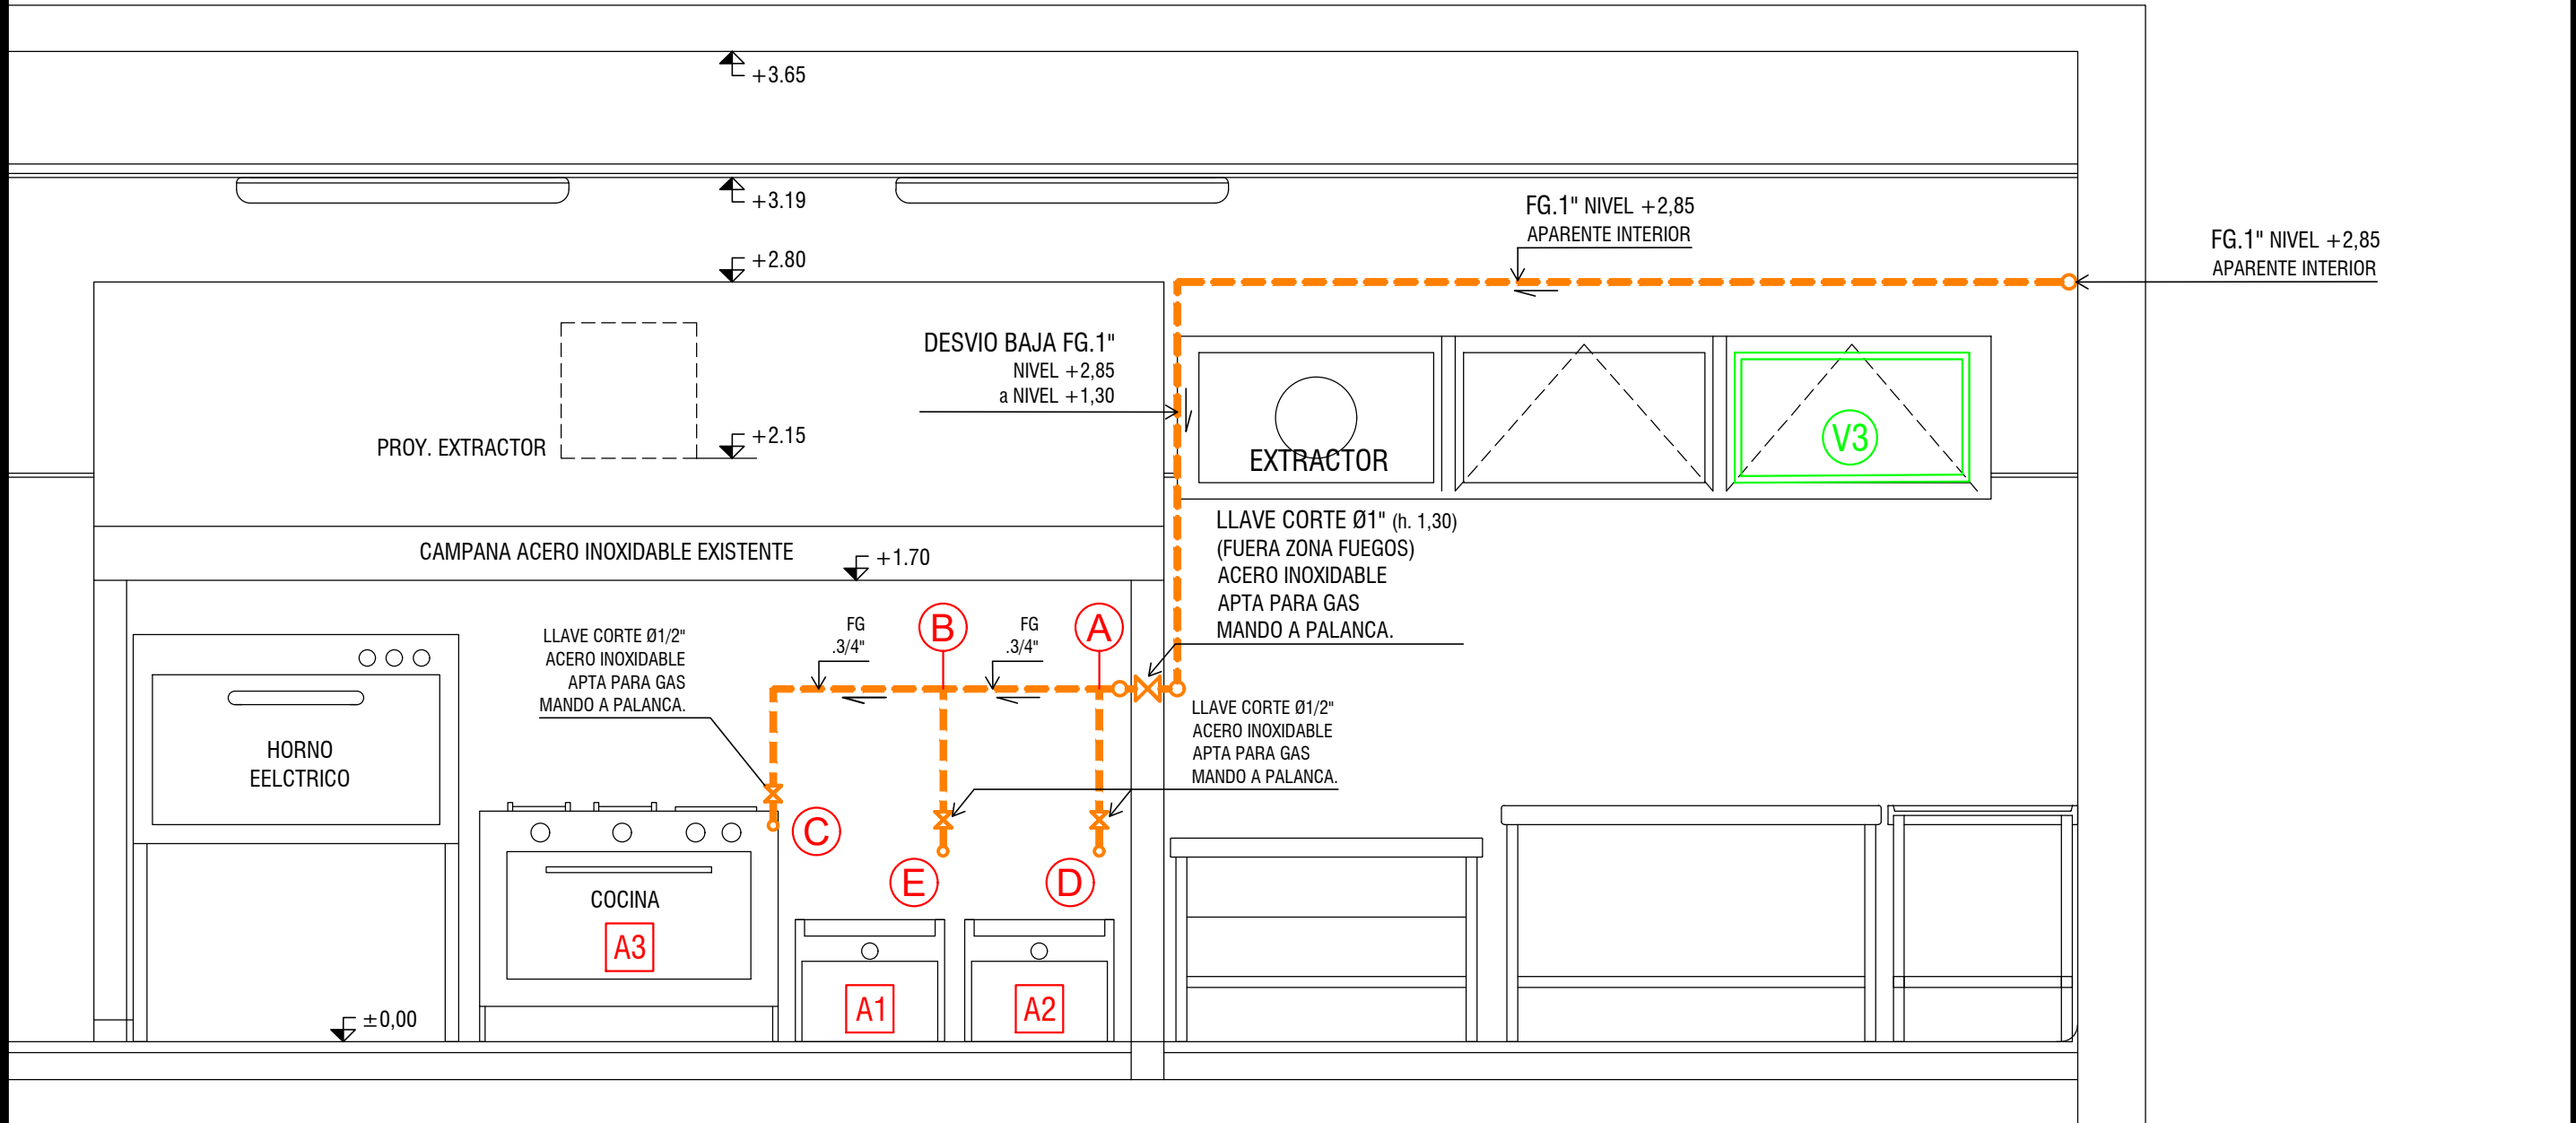 +3.65
+3.19
+2.80
FG.1" NIVEL +2,85
APARENTE INTERIOR
FG.1" NIVEL +2,85
APARENTE INTERIOR
DESVIO BAJA FG.1"
NIVEL +2,85
a NIVEL +1,30
PROY. EXTRACTOR
+2.15
EXTRACTOR
V3
CAMPANA ACERO INOXIDABLE EXISTENTE
+1.70
LLAVE CORTE Ø1" (h. 1,30)
(FUERA ZONA FUEGOS)
ACERO INOXIDABLE
APTA PARA GAS
MANDO A PALANCA.
LLAVE CORTE Ø1/2"
ACERO INOXIDABLE
APTA PARA GAS
MANDO A PALANCA.
FG
.3/4"
B
FG
.3/4"
A
LLAVE CORTE Ø1/2"
ACERO INOXIDABLE
APTA PARA GAS
MANDO A PALANCA.
HORNO
EELCTRICO
C
E
D
COCINA
A3
A1
A2
±0,00